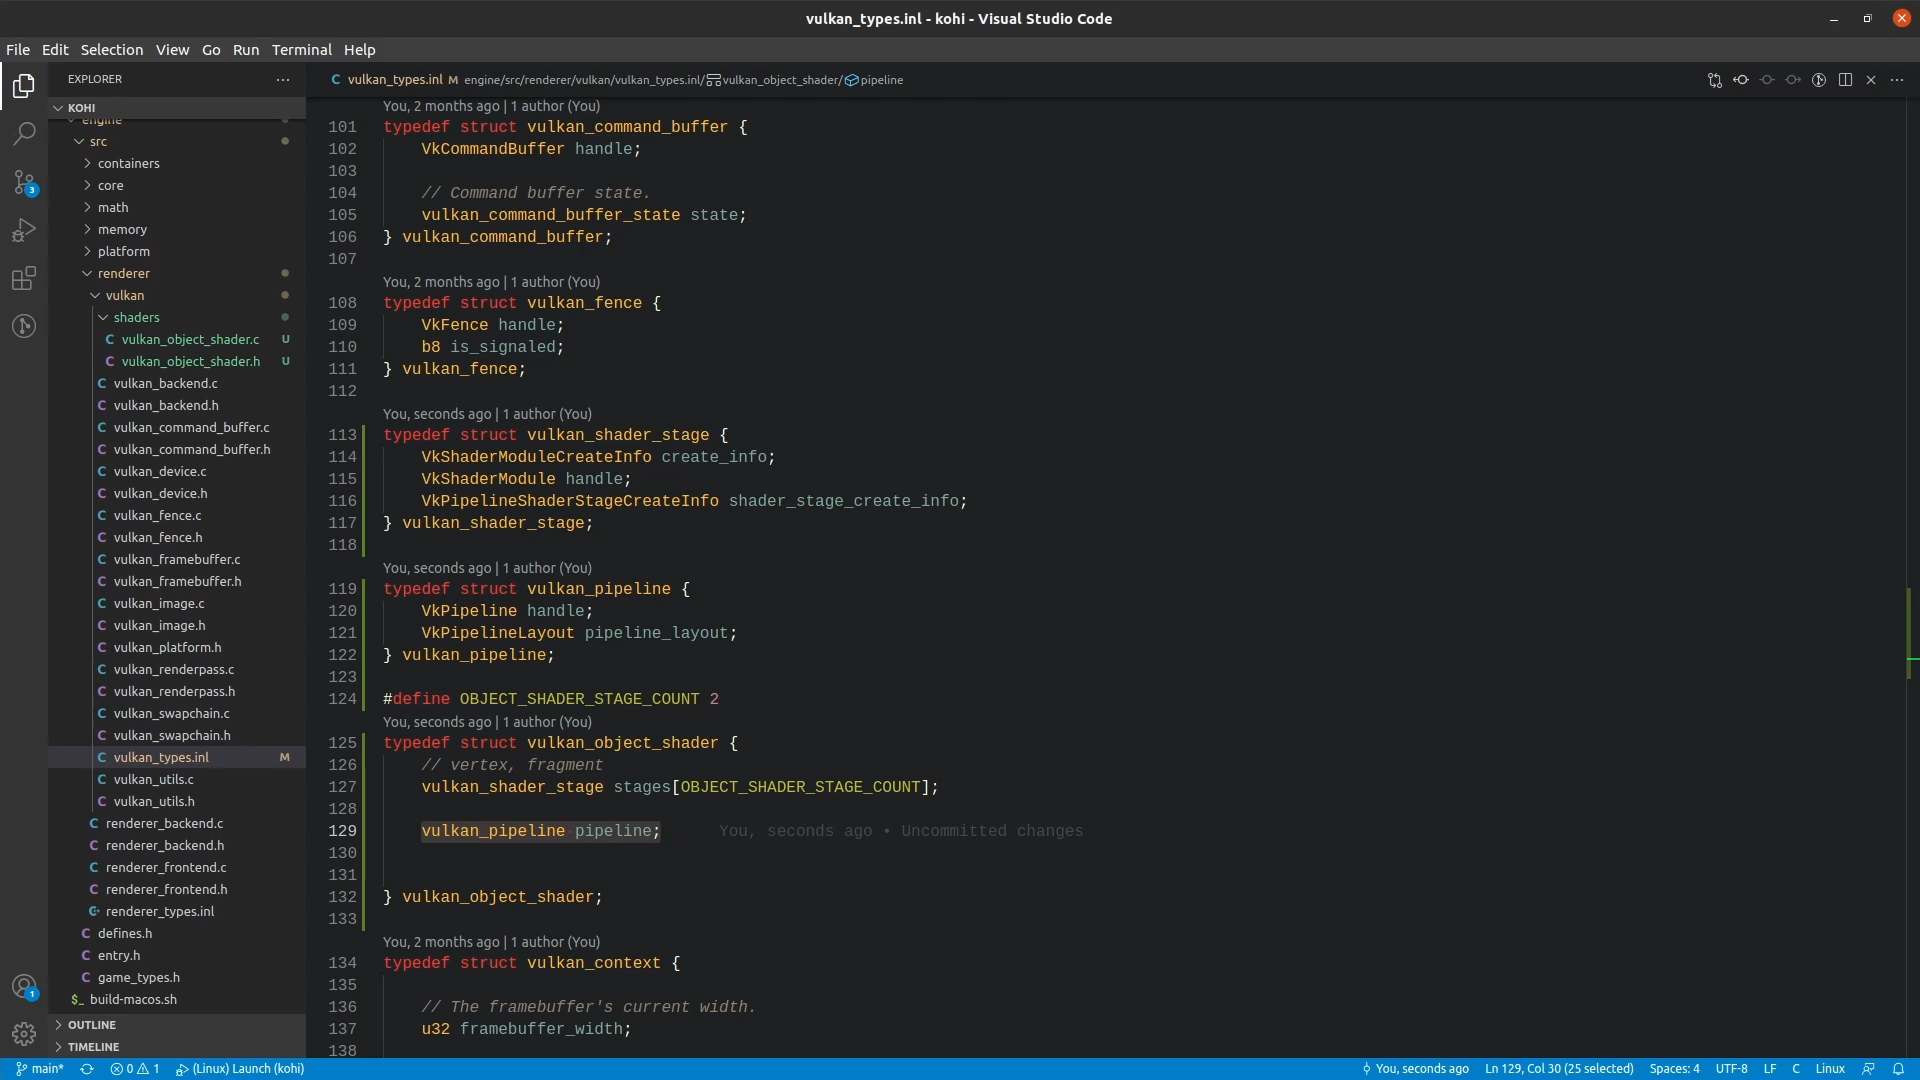 vulkan_types.inl - kohi - Visual Studio Code
File Edit Selection View Go Run Terminal Help
EXPLORER
KOHI
engine
src
containers
core
math
memory
platform
renderer
vulkan
shaders
vulkan_object_shader.c U
vulkan_object_shader.h U
vulkan_backend.c
vulkan_backend.h
vulkan_command_buffer.c
vulkan_command_buffer.h
vulkan_device.c
vulkan_device.h
vulkan_fence.c
vulkan_fence.h
vulkan_framebuffer.c
vulkan_framebuffer.h
vulkan_image.c
vulkan_image.h
vulkan_platform.h
vulkan_renderpass.c
vulkan_renderpass.h
vulkan_swapchain.c
vulkan_swapchain.h
vulkan_types.inl M
vulkan_utils.c
vulkan_utils.h
renderer_backend.c
renderer_backend.h
renderer_frontend.c
renderer_frontend.h
renderer_types.inl
defines.h
entry.h
game_types.h
build-macos.sh
OUTLINE
TIMELINE
3
1
C vulkan_types.inl M engine/src/renderer/vulkan/vulkan_types.inl/ vulkan_object_shader/ pipeline
You, 2 months ago | 1 author (You)
101 typedef struct vulkan_command_buffer {
102 VkCommandBuffer handle;
103
104 // Command buffer state.
105 vulkan_command_buffer_state state;
106 } vulkan_command_buffer;
107
You, 2 months ago | 1 author (You)
108 typedef struct vulkan_fence {
109 VkFence handle;
110 b8 is_signaled;
111 } vulkan_fence;
112
You, seconds ago | 1 author (You)
113 typedef struct vulkan_shader_stage {
114 VkShaderModuleCreateInfo create_info;
115 VkShaderModule handle;
116 VkPipelineShaderStageCreateInfo shader_stage_create_info;
117 } vulkan_shader_stage;
118
You, seconds ago | 1 author (You)
119 typedef struct vulkan_pipeline {
120 VkPipeline handle;
121 VkPipelineLayout pipeline_layout;
122 } vulkan_pipeline;
123
124 #define OBJECT_SHADER_STAGE_COUNT 2
You, seconds ago | 1 author (You)
125 typedef struct vulkan_object_shader {
126 // vertex, fragment
127 vulkan_shader_stage stages[OBJECT_SHADER_STAGE_COUNT];
128
129 vulkan_pipeline pipeline; You, seconds ago • Uncommitted changes
130
131
132 } vulkan_object_shader;
133
You, 2 months ago | 1 author (You)
134 typedef struct vulkan_context {
135
136 // The framebuffer's current width.
137 u32 framebuffer_width;
138
main* 0 1 (Linux) Launch (kohi) You, seconds ago Ln 129, Col 30 (25 selected) Spaces: 4 UTF-8 LF C Linux